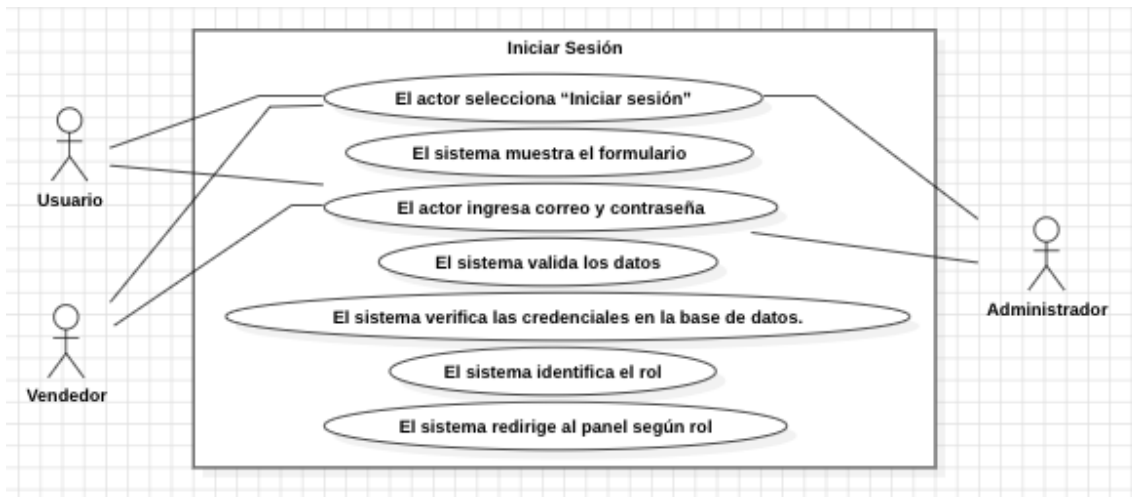 Iniciar Sesión
El actor selecciona “Iniciar sesión”
El sistema muestra el formulario
Usuario
El actor ingresa correo y contraseña
El sistema valida los datos
Administrador
El sistema verifica las credenciales en la base de datos.
El sistema identifica el rol
Vendedor
El sistema redirige al panel según rol